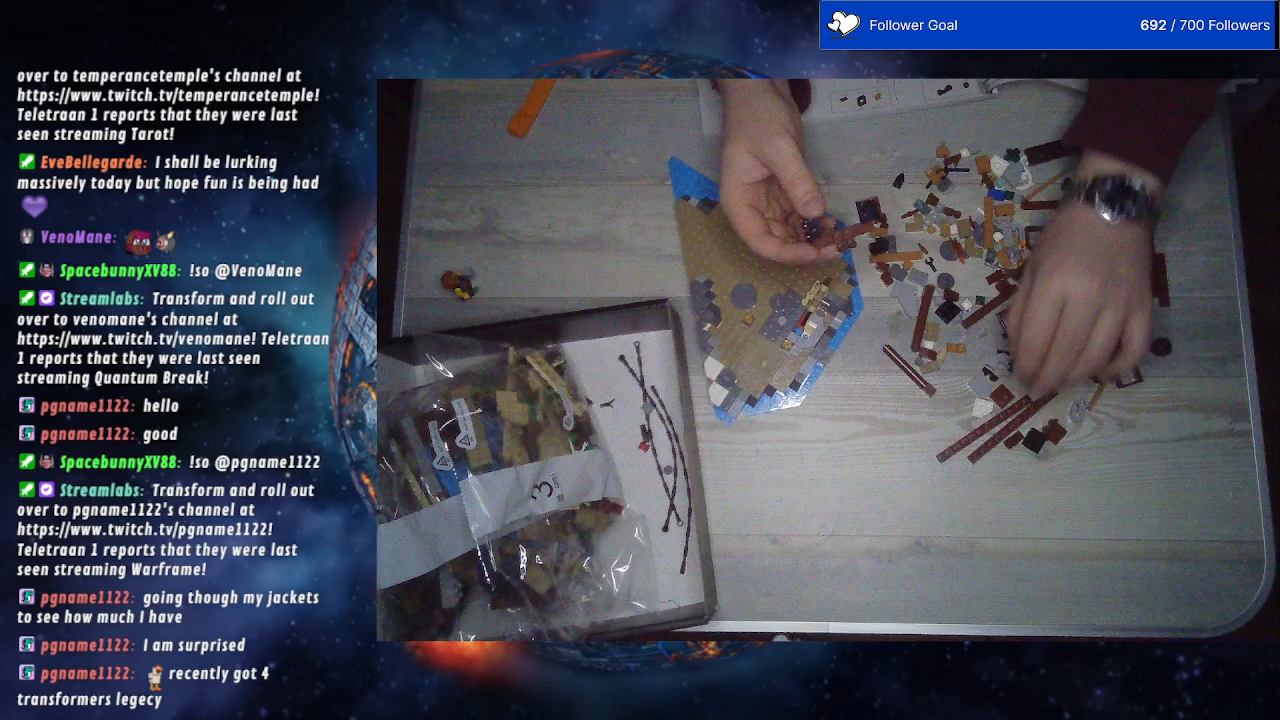 Follower Goal
692 / 700 Followers
over to temperancetemple's channel at
https://www.twitch.tv/temperancetemple!
Teletraan 1 reports that they were last
seen streaming Tarot!
EveBellegarde: I shall be lurking
massively today but hope fun is being had
VenoMane:
SpacebunnyXV88: !so @VenoMane
Streamlabs: Transform and roll out
over to venomane's channel at
https://www.twitch.tv/venomane! Teletraan
1 reports that they were last seen
streaming Quantum Break!
pgname1122: hello
pgname1122: good
SpacebunnyXV88: !so @pgname1122
Streamlabs: Transform and roll out
over to pgname1122's channel at
https://www.twitch.tv/pgname1122!
Teletraan 1 reports that they were last
seen streaming Warframe!
pgname1122: going though my jackets
to see how much I have
pgname1122: I am surprised
pgname1122: recently got 4
transformers legacy
3